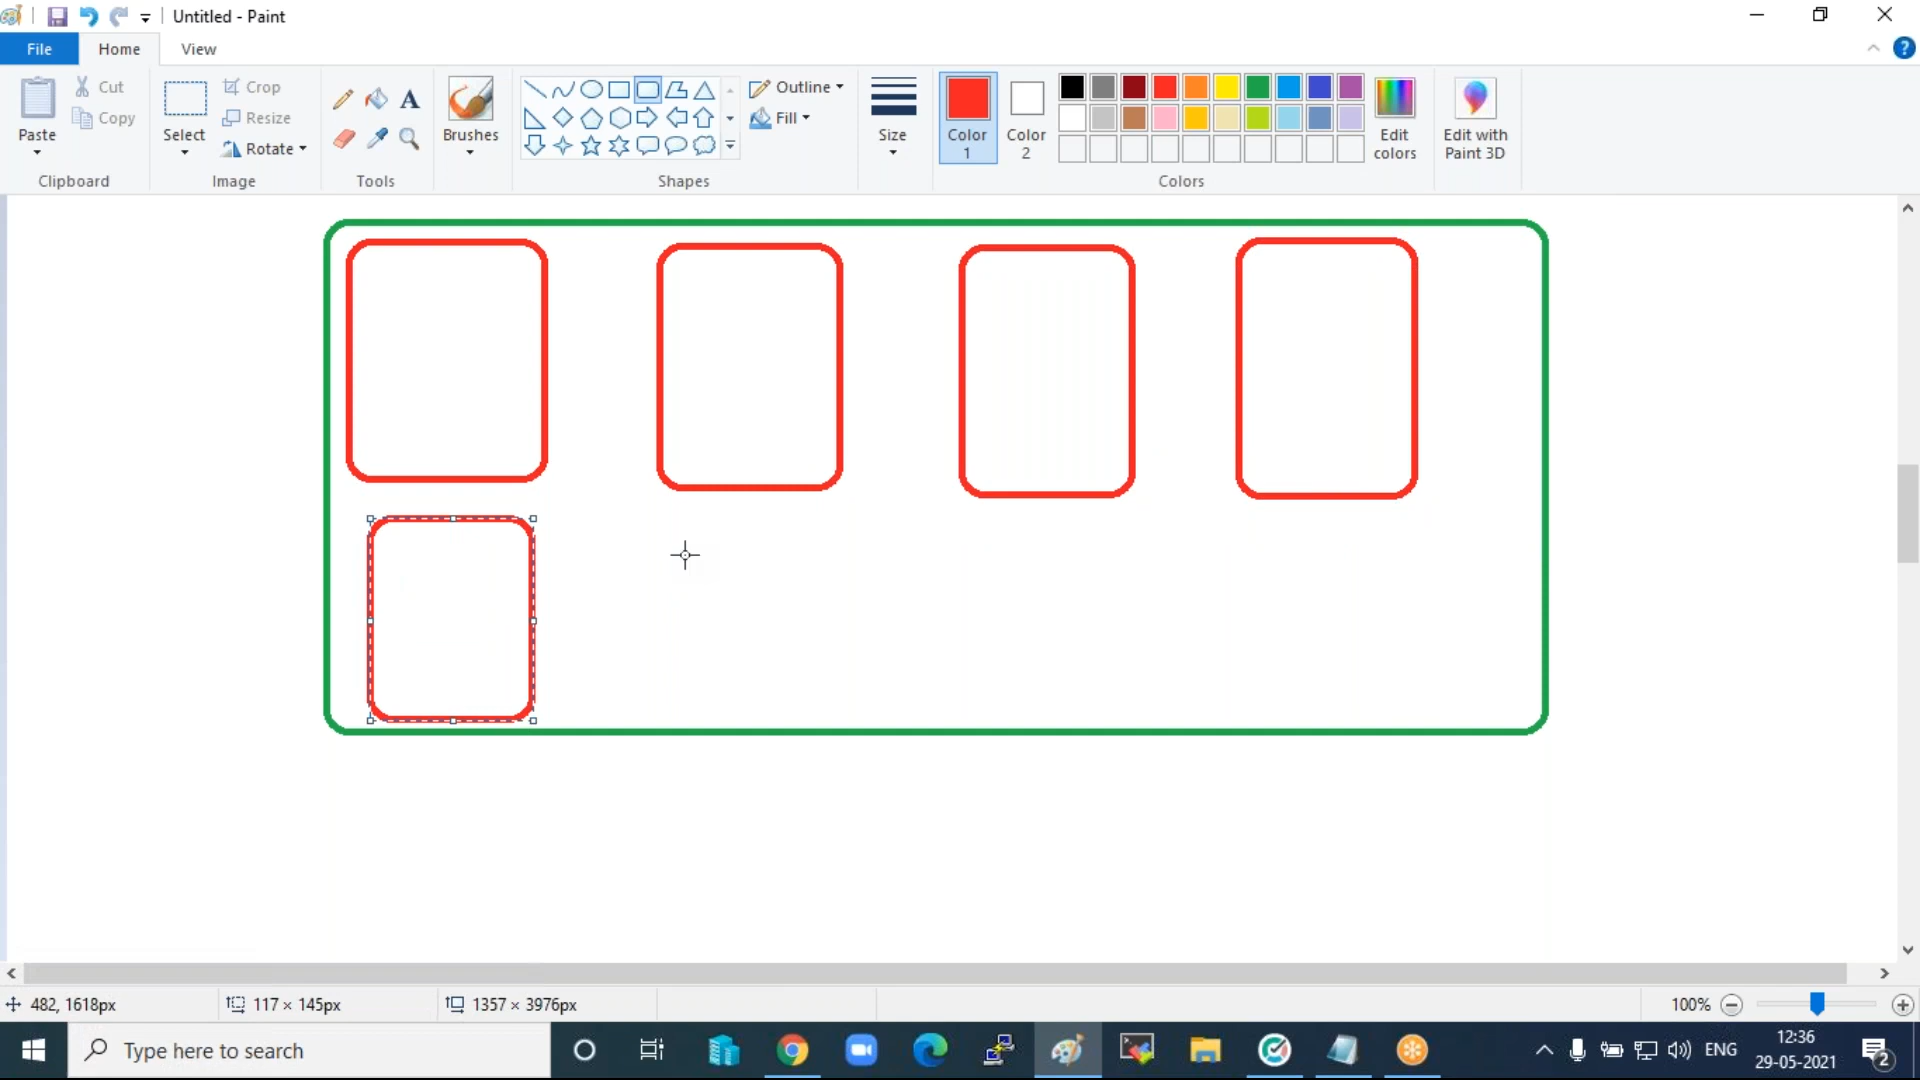 Untitled - Paint
File Home View
Paste
Cut
Copy
Clipboard
Select
Crop
Resize
Rotate
Image
A
Tools
Brushes
Outline
Fill
Shapes
Size
Color 1
Color 2
Edit colors
Edit with Paint 3D
Colors
482, 1618px
117 × 145px
1357 × 3976px
100%
Type here to search
ENG
12:36
29-05-2021
2